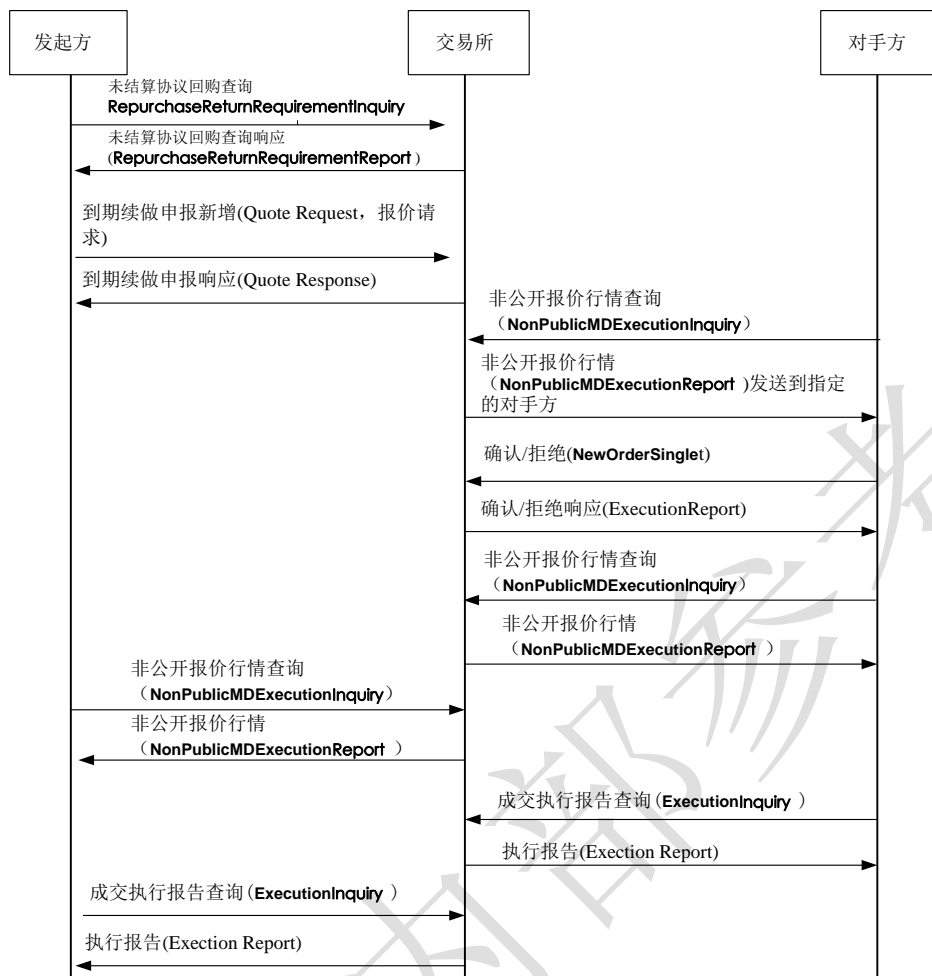 发起方
交易所
对手方
未结算协议回购查询
RepurchaseReturnRequirementInquiry
未结算协议回购查询响应
(RepurchaseReturnRequirementReport)
到期续做申报新增(Quote Request，报价请
求)
到期续做申报响应(Quote Response)
非公开报价行情查询
（NonPublicMDExecutionInquiry）
非公开报价行情
（NonPublicMDExecutionReport )发送到指定
的对手方
确认/拒绝(NewOrderSinglet)
确认/拒绝响应(ExecutionReport)
非公开报价行情查询
（NonPublicMDExecutionInquiry）
非公开报价行情
（NonPublicMDExecutionReport ）
非公开报价行情查询
（NonPublicMDExecutionInquiry）
非公开报价行情
（NonPublicMDExecutionReport ）
成交执行报告查询(ExecutionInquiry ）
执行报告(Exection Report)
成交执行报告查询(ExecutionInquiry ）
执行报告(Exection Report)
内部参考